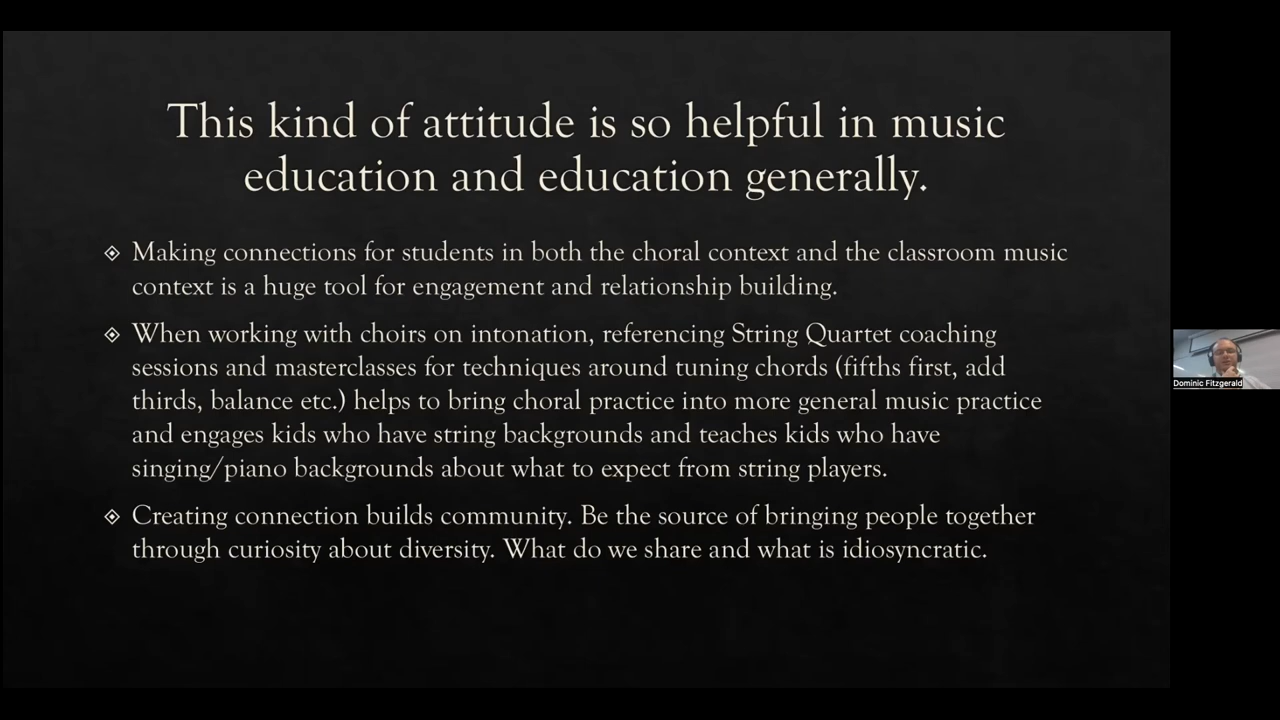 This kind of attitude is so helpful in music
education and education generally.
Making connections for students in both the choral context and the classroom music
context is a huge tool for engagement and relationship building.
When working with choirs on intonation, referencing String Quartet coaching
sessions and masterclasses for techniques around tuning chords (fifths first, add
thirds, balance etc.) helps to bring choral practice into more general music practice
and engages kids who have string backgrounds and teaches kids who have
singing/piano backgrounds about what to expect from string players.
Creating connection builds community. Be the source of bringing people together
through curiosity about diversity. What do we share and what is idiosyncratic.
Dominic Fitzgerald